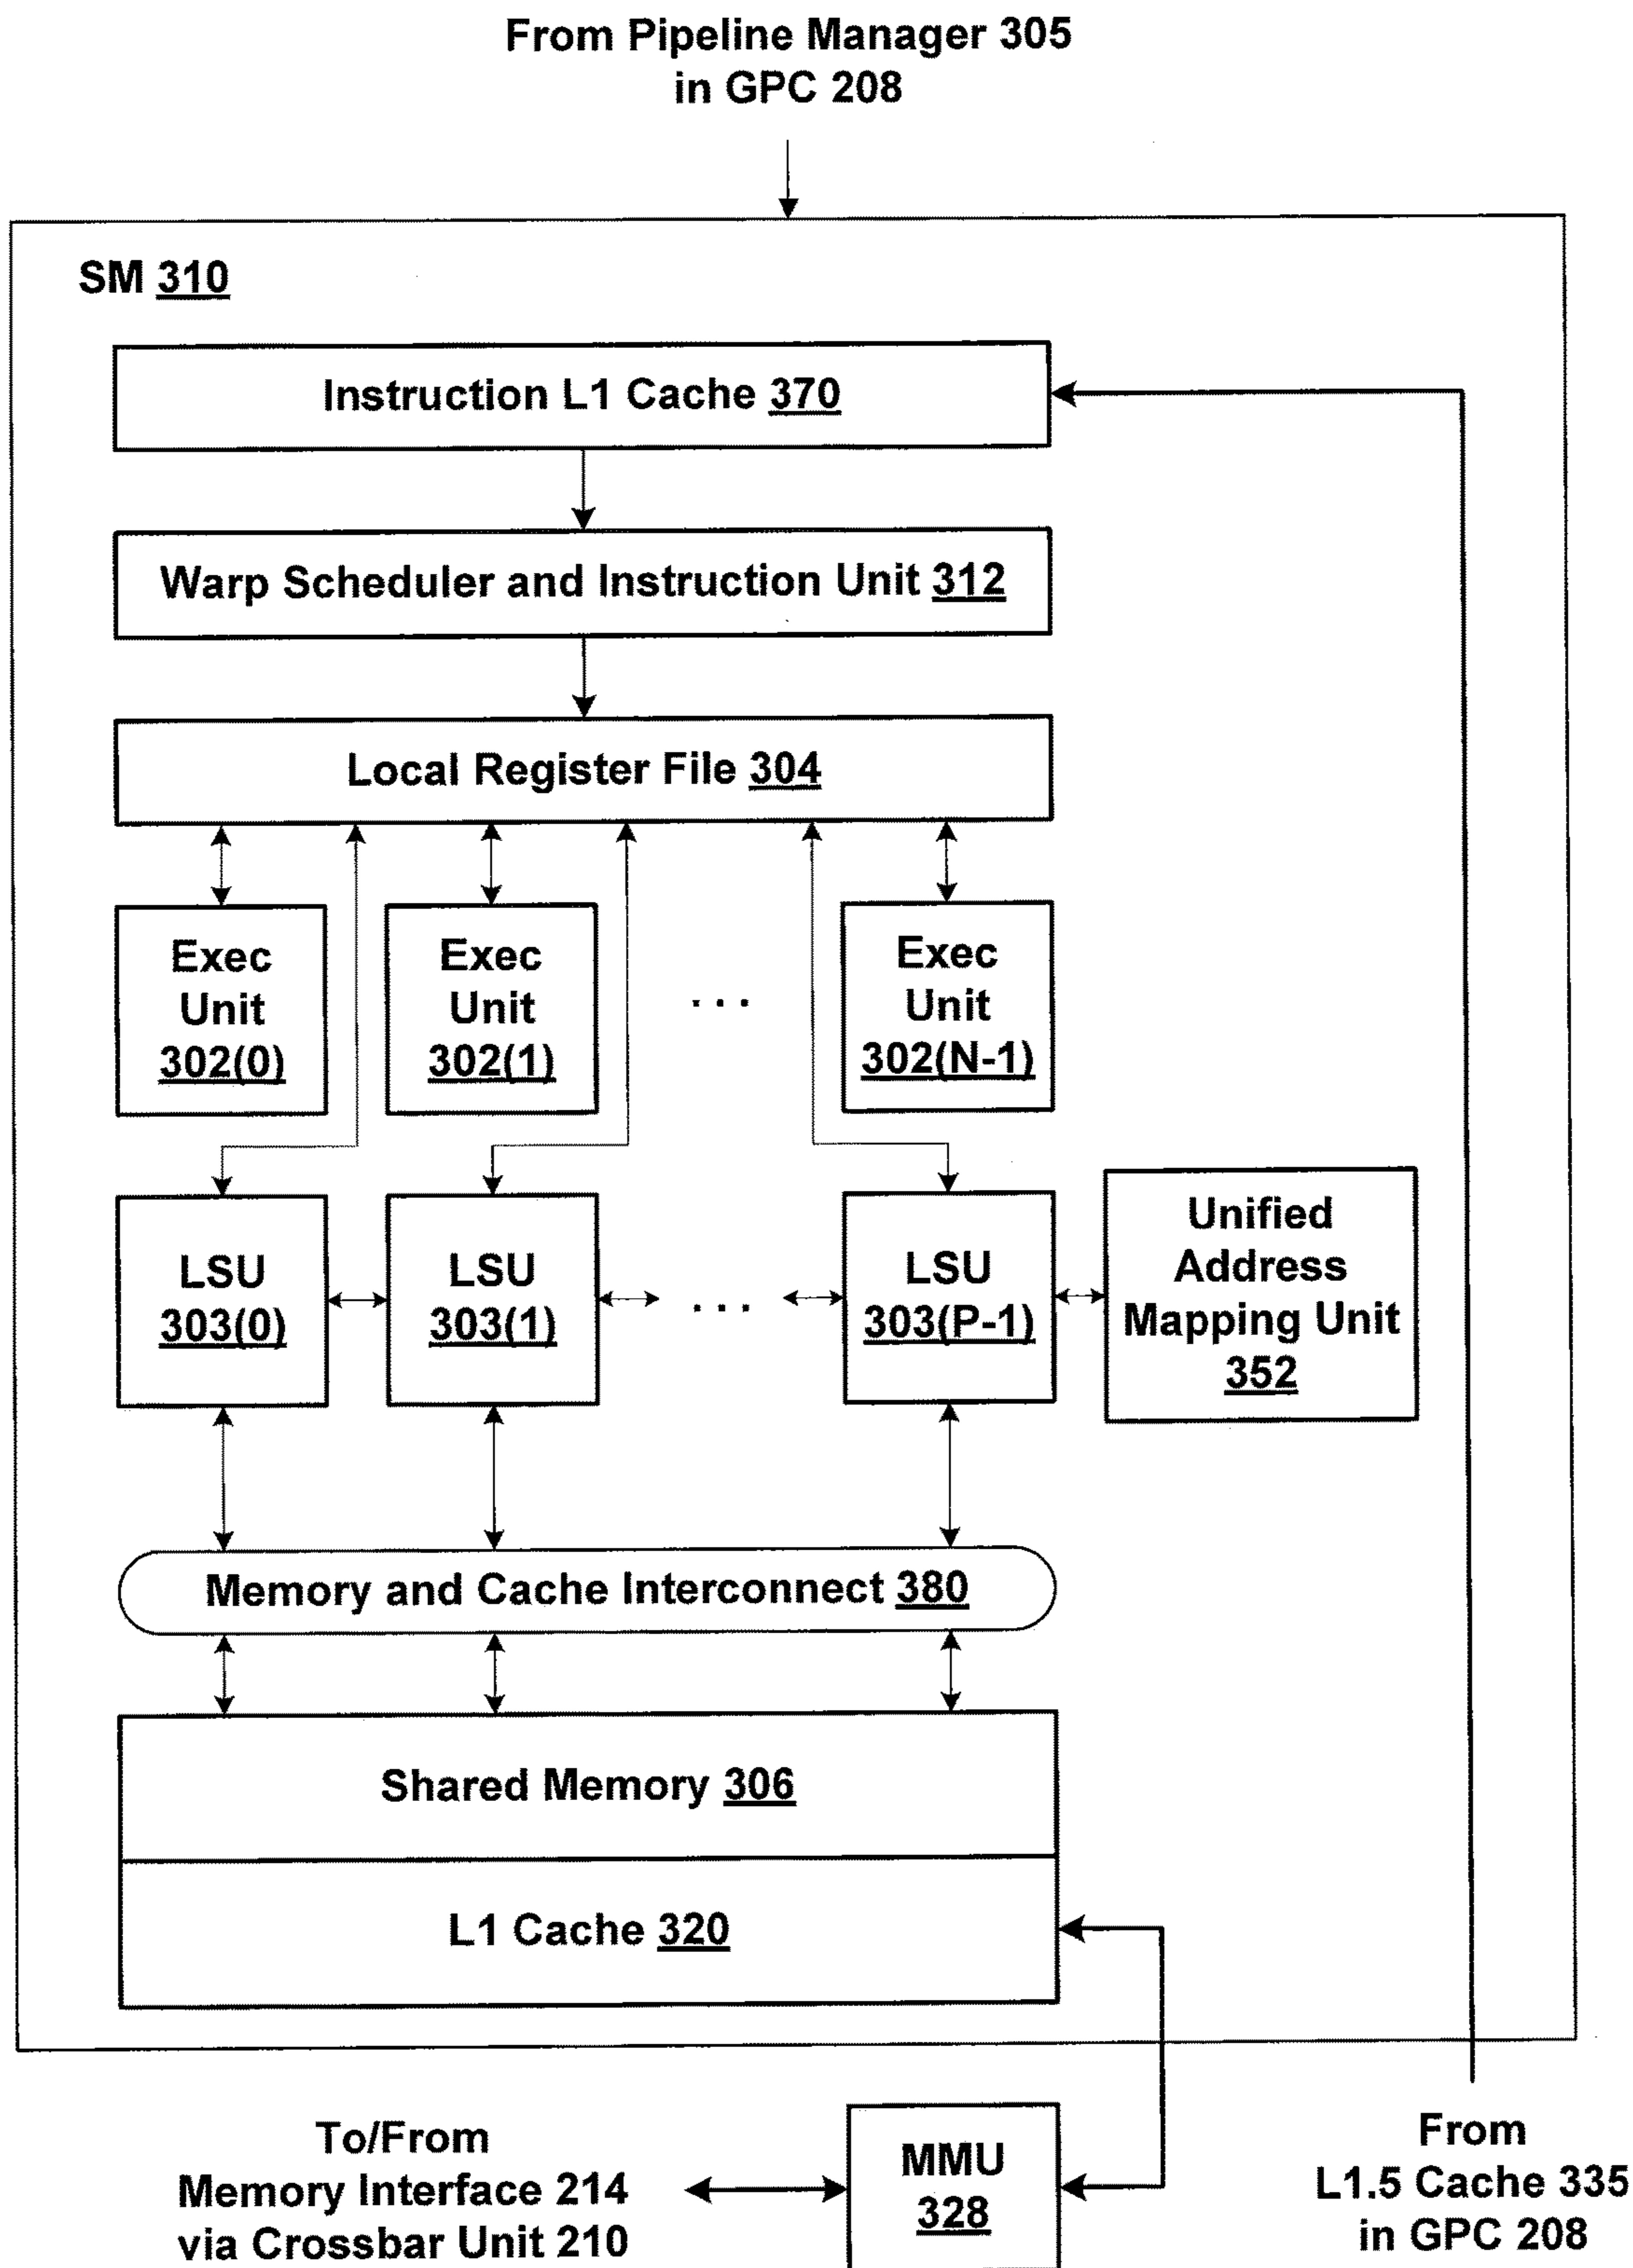 From Pipeline Manager 305
in GPC 208
SM 310
Instruction L1 Cache 370
Warp Scheduler and Instruction Unit 312
Local Register File 304
Exec
Unit
302(0)
Exec
Unit
302(1)
. . .
Exec
Unit
302(N-1)
LSU
303(0)
LSU
303(1)
. . .
LSU
303(P-1)
Unified
Address
Mapping Unit
352
Memory and Cache Interconnect 380
Shared Memory 306
L1 Cache 320
To/From
Memory Interface 214
via Crossbar Unit 210
MMU
328
From
L1.5 Cache 335
in GPC 208